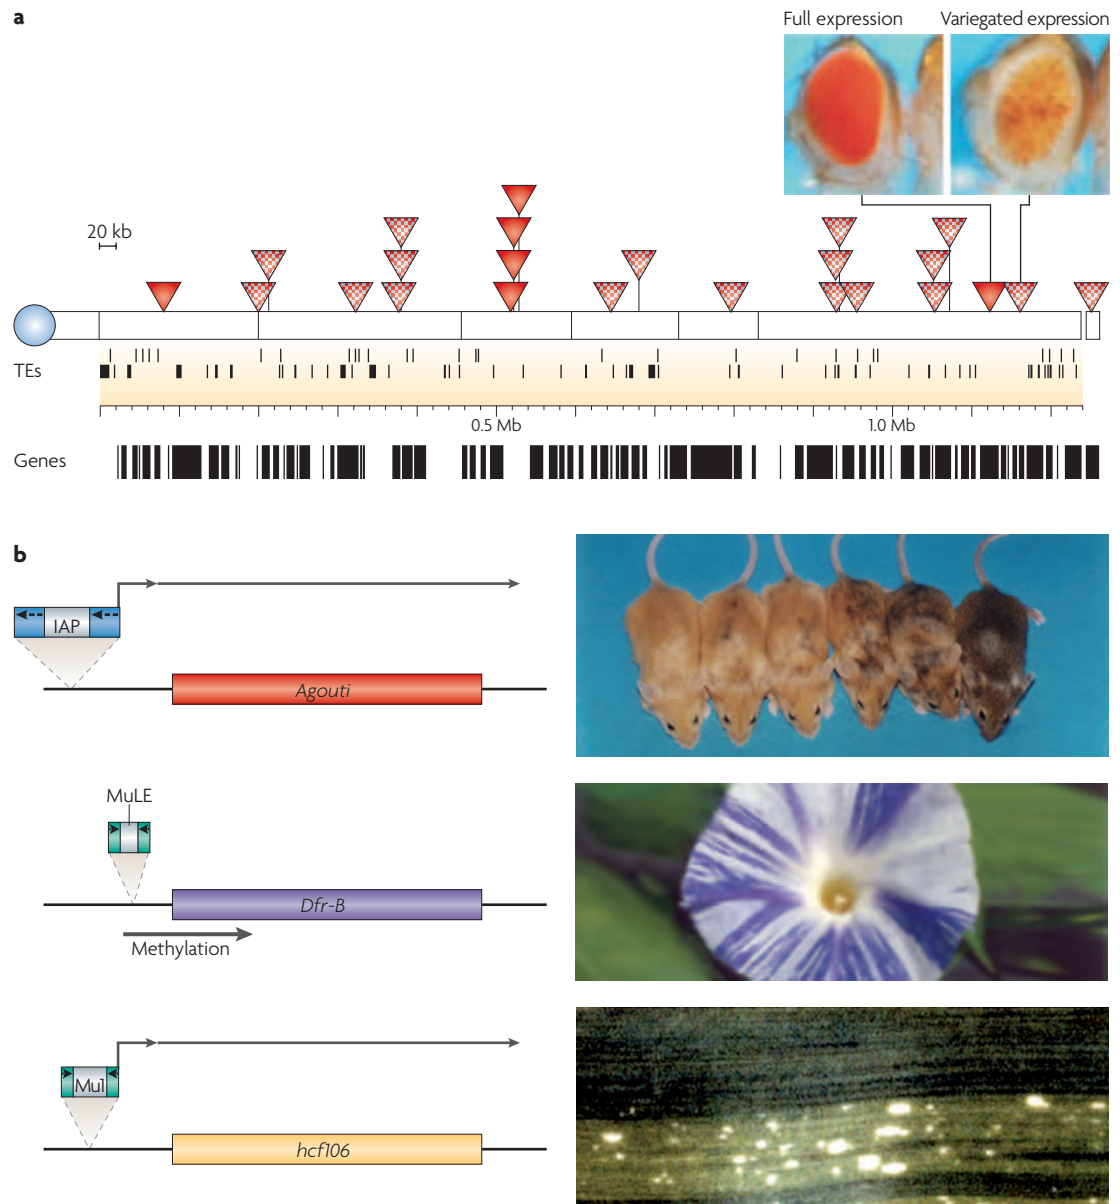 a
Full expression
Variegated expression
20 kb
TEs
0.5 Mb
1.0 Mb
Genes
b
IAP
Agouti
MuLE
Dfr-B
Methylation
Mu1
hcf106